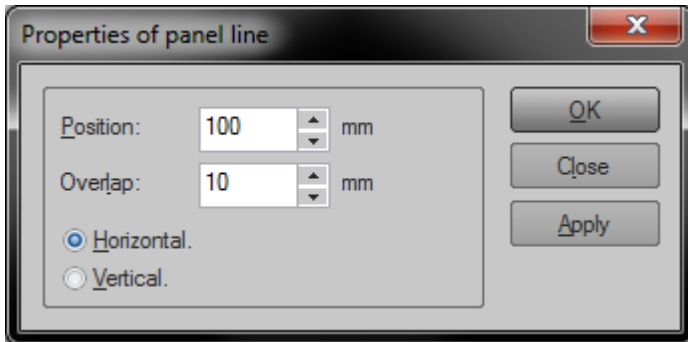 Properties of panel line
Position: 100 mm
Overlap: 10 mm
Horizontal.
Vertical.
OK
Close
Apply